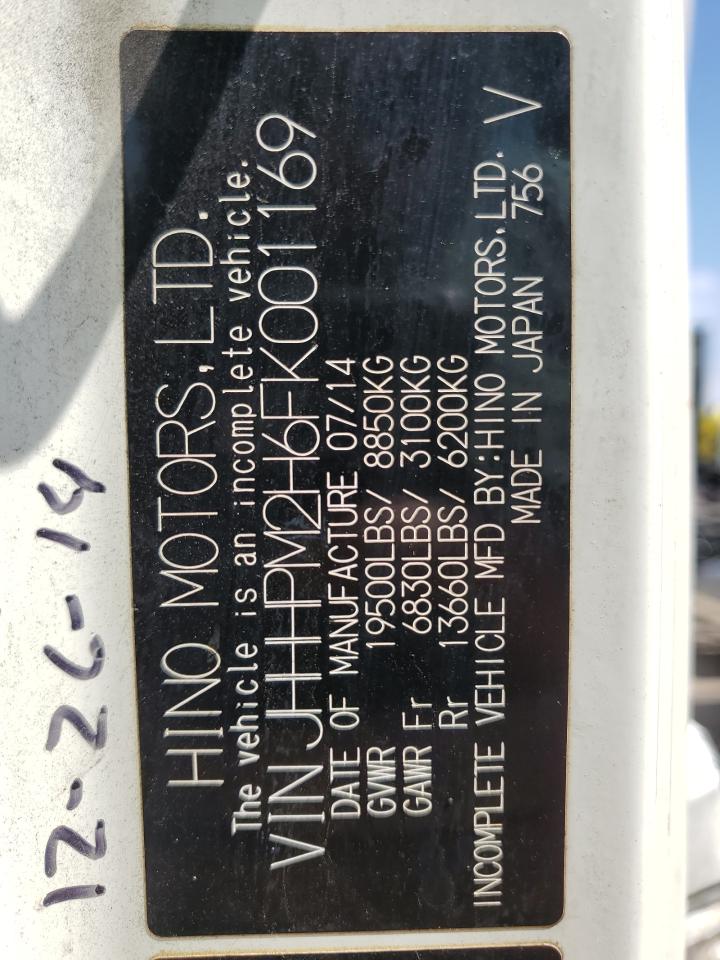 12-26-14
HINO MOTORS, LTD.
The vehicle is an incomplete vehicle.
VIN JHHHPM2H6FK001169
DATE OF MANUFACTURE 07/14
GVWR 19500LBS/ 8850KG
GAWR Fr 6830LBS/ 3100KG
Rr 13660LBS/ 6200KG
INCOMPLETE VEHICLE MFD BY:HINO MOTORS,LTD. V
MADE IN JAPAN 756